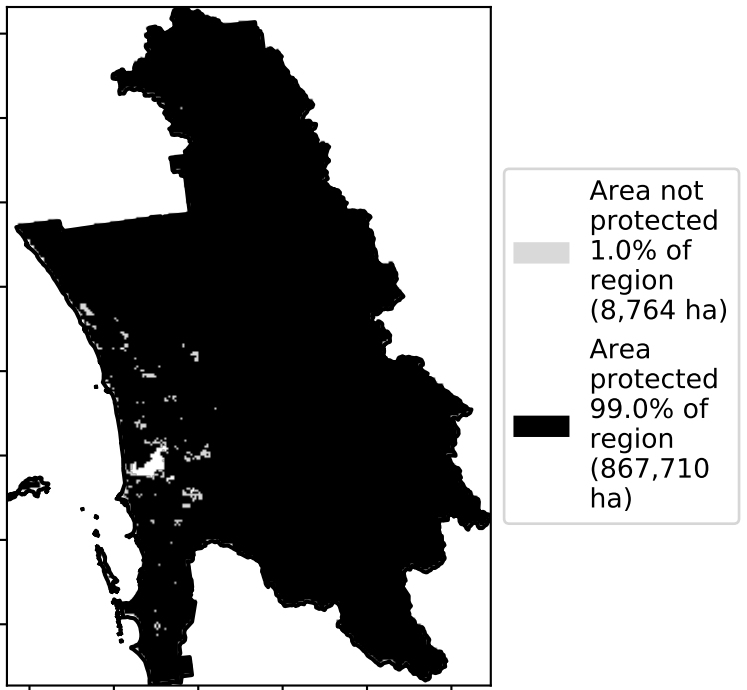 Area not
protected
1.0% of
region
(8,764 ha)
Area
protected
99.0% of
region
(867,710
ha)